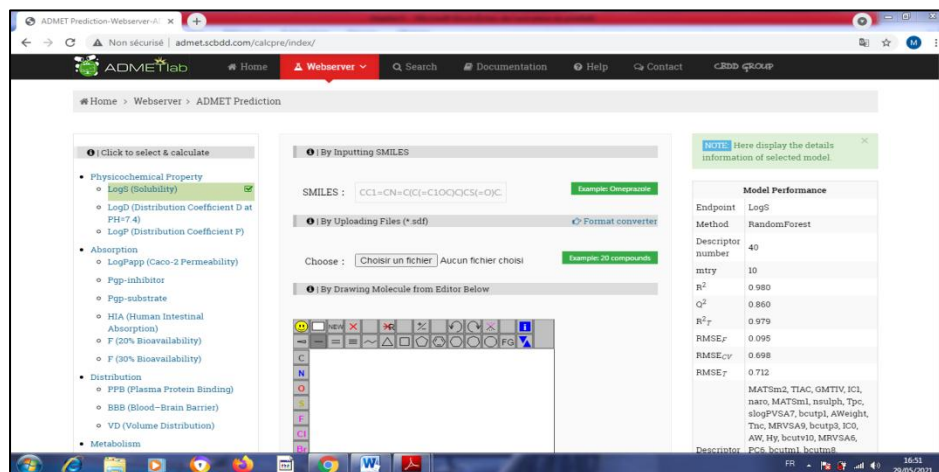 ADMET Prediction-Webserver-A
Non sécurisé | admet.scbdd.com/calcpre/index/
M
ADMETlab
Home
Webserver
Search
Documentation
Help
Contact
CBDD GROUP
Home > Webserver > ADMET Prediction
| Click to select & calculate
Physicochemical Property
LogS (Solubility)
LogD (Distribution Coefficient D at
PH=7.4)
LogP (Distribution Coefficient P)
Absorption
LogPapp (Caco-2 Permeability)
Pgp-inhibitor
Pgp-substrate
HIA (Human Intestinal
Absorption)
F (20% Bioavailability)
F (30% Bioavailability)
Distribution
PPB (Plasma Protein Binding)
BBB (Blood–Brain Barrier)
VD (Volume Distribution)
Metabolism
| By Inputting SMILES
SMILES : CC1=CN=C(C(=C1OC)C)CS(=O)C
Example: Omeprazole
| By Uploading Files (*.sdf)
Format converter
Choose : Choisir un fichier Aucun fichier choisi
Example: 20 compounds
| By Drawing Molecule from Editor Below
NEW
FG
C
N
O
S
F
Cl
Br
NOTE: Here display the details
information of selected model.
Model Performance
Endpoint LogS
Method RandomForest
Descriptor
number 40
mtry 10
R² 0.980
Q² 0.860
R²T 0.979
RMSEF 0.095
RMSECV 0.698
RMSET 0.712
MATSm2, TIAC, GMTIV, IC1,
naro, MATSm1, nsulph, Tpc,
slogPVSA7, bcutp1, AWeight,
Tnc, MRVSA9, bcutp3, IC0,
AW, Hy, bcutv10, MRVSA6,
Descriptor PC6, bcutm1, bcutm8
FR
16:51
29/05/2021